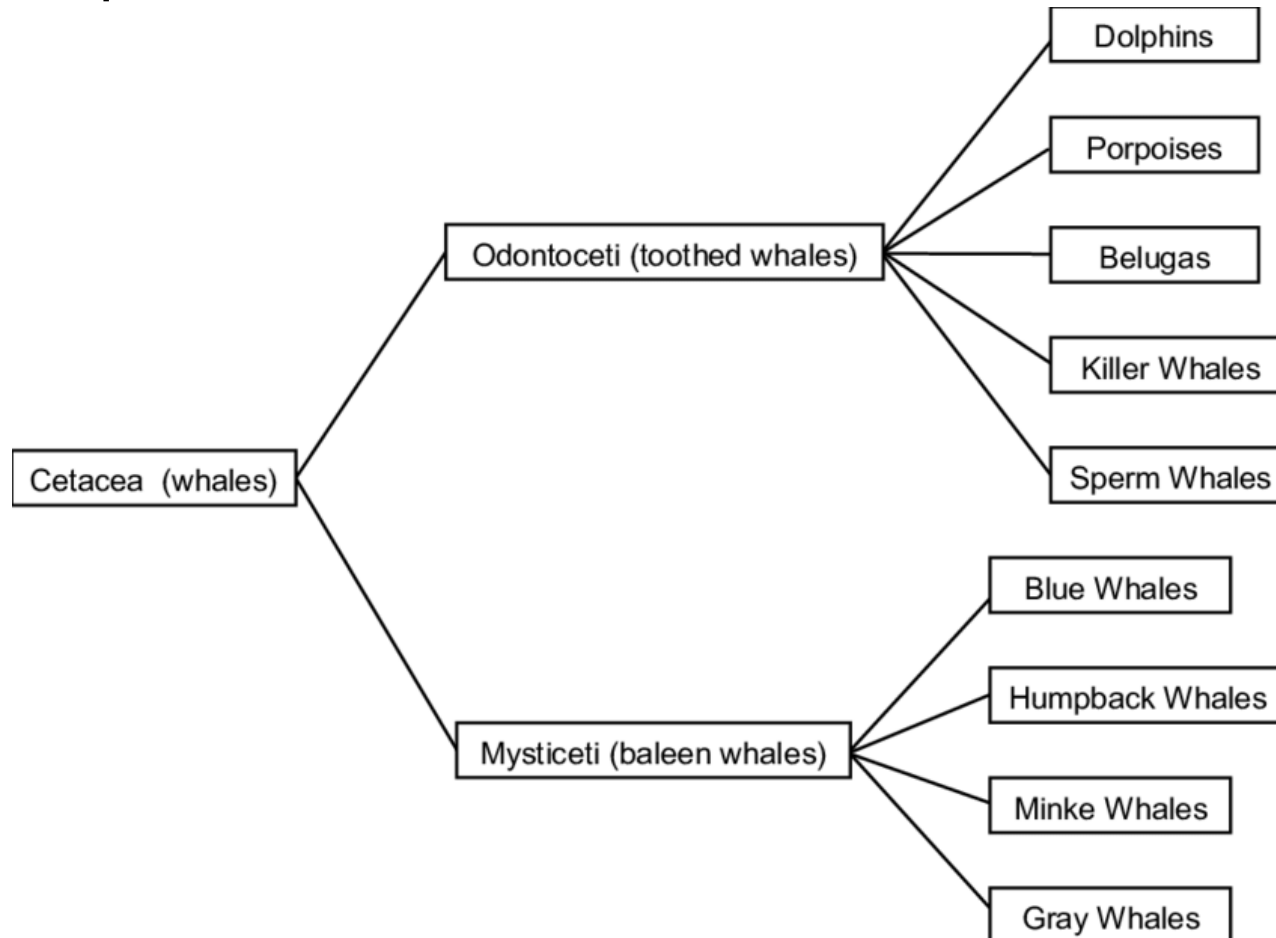 Dolphins
Porpoises
Odontoceti (toothed whales)
Belugas
Killer Whales
Cetacea (whales)
Sperm Whales
Blue Whales
Humpback Whales
Mysticeti (baleen whales)
Minke Whales
Gray Whales